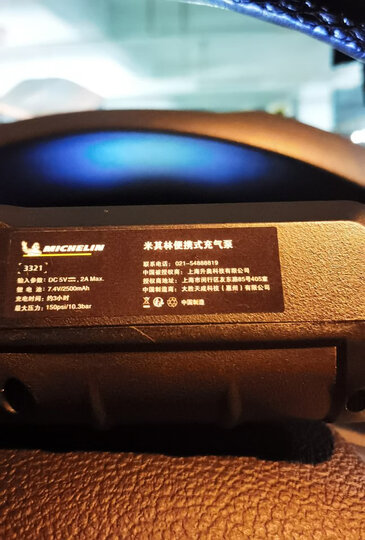 MICHELIN
米其林便携式充气泵
3321
输入参数: DC 5V⎓, 2A Max.
锂 电 池: 7.4V/2500mAh
充电时间: 约3小时
最大压力: 150psi/10.3bar
联系电话: 021-54888819
中国被授权商: 上海升奥科技有限公司
授权商地址: 上海市闵行区友东路85号405室
中国制造商: 大胜天成科技(惠州)有限公司
中国制造